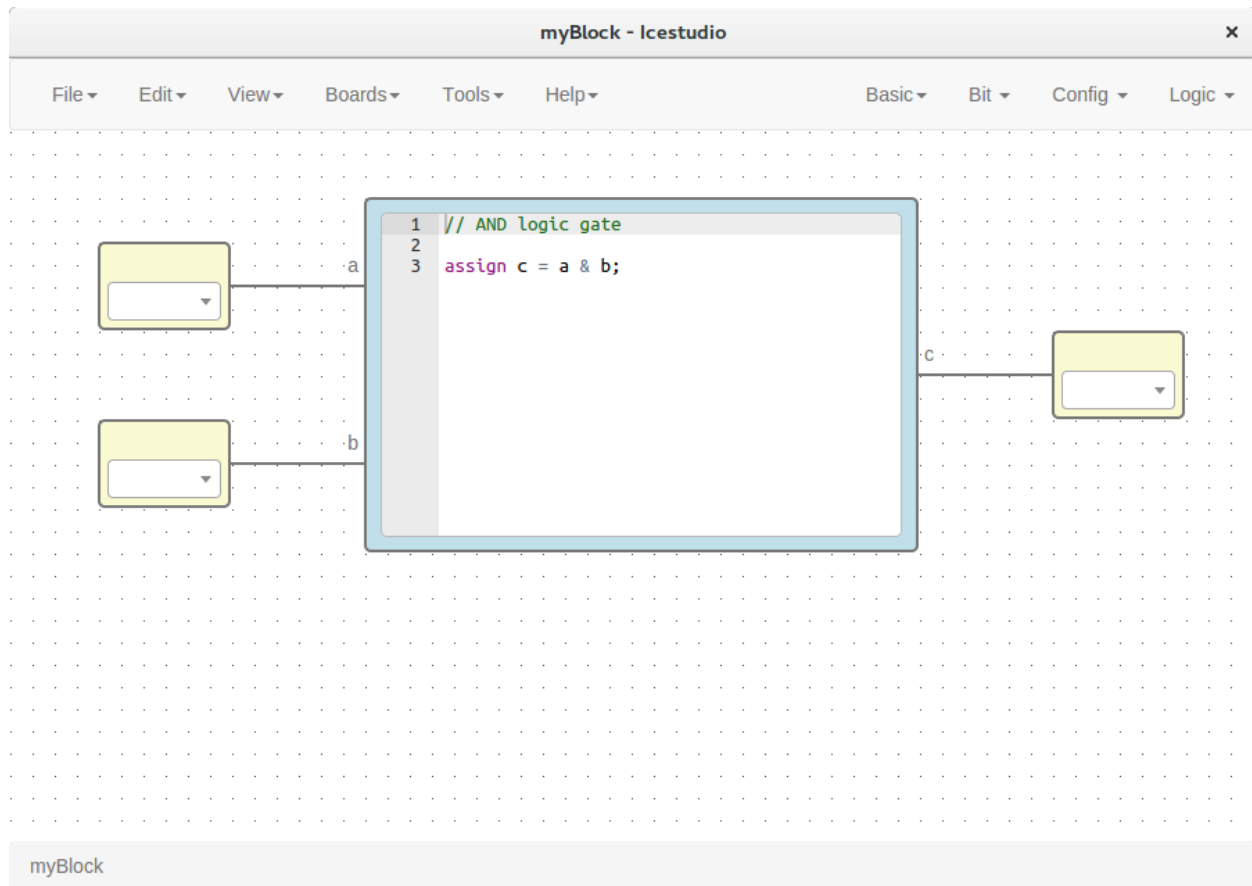 myBlock - Icestudio ×
File Edit View Boards Tools Help Basic Bit Config Logic
1 // AND logic gate
2
a
3 assign c = a & b;
c
b
myBlock